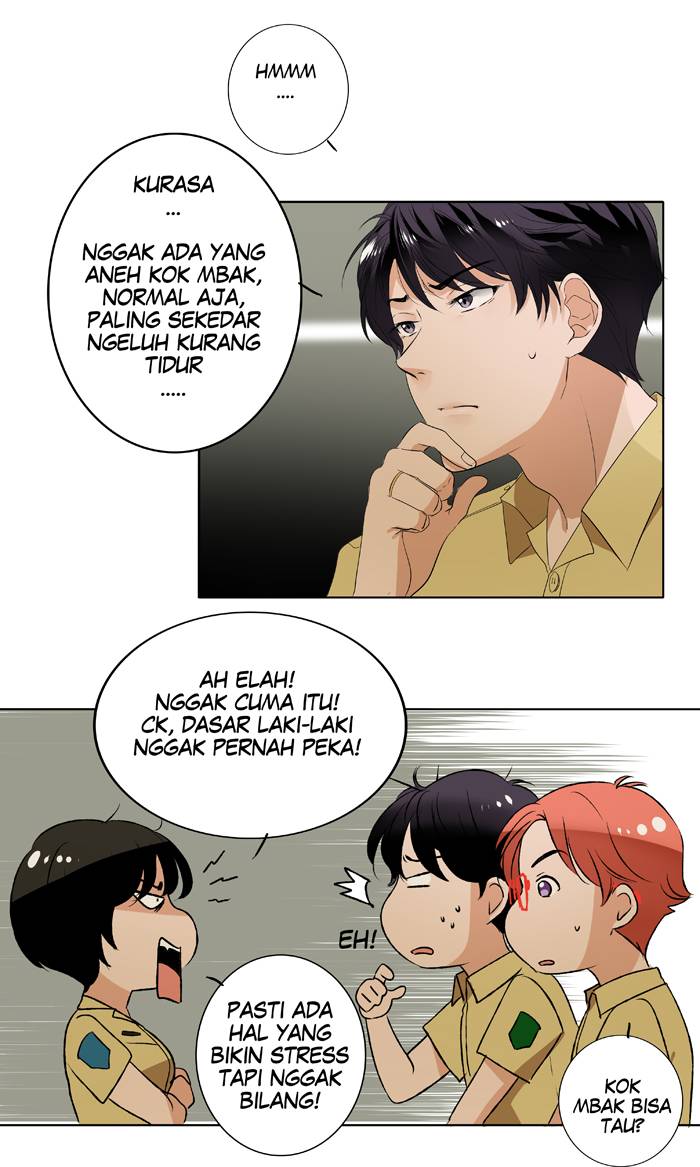 HMMM
....
KURASA
...
NGGAK ADA YANG
ANEH KOK MBAK,
NORMAL AJA,
PALING SEKEDAR
NGELUH KURANG
TIDUR
.....
AH ELAH!
NGGAK CUMA ITU!
CK, DASAR LAKI-LAKI
NGGAK PERNAH PEKA!
EH!
PASTI ADA
HAL YANG
BIKIN STRESS
TAPI NGGAK
BILANG!
KOK
MBAK BISA
TAU?